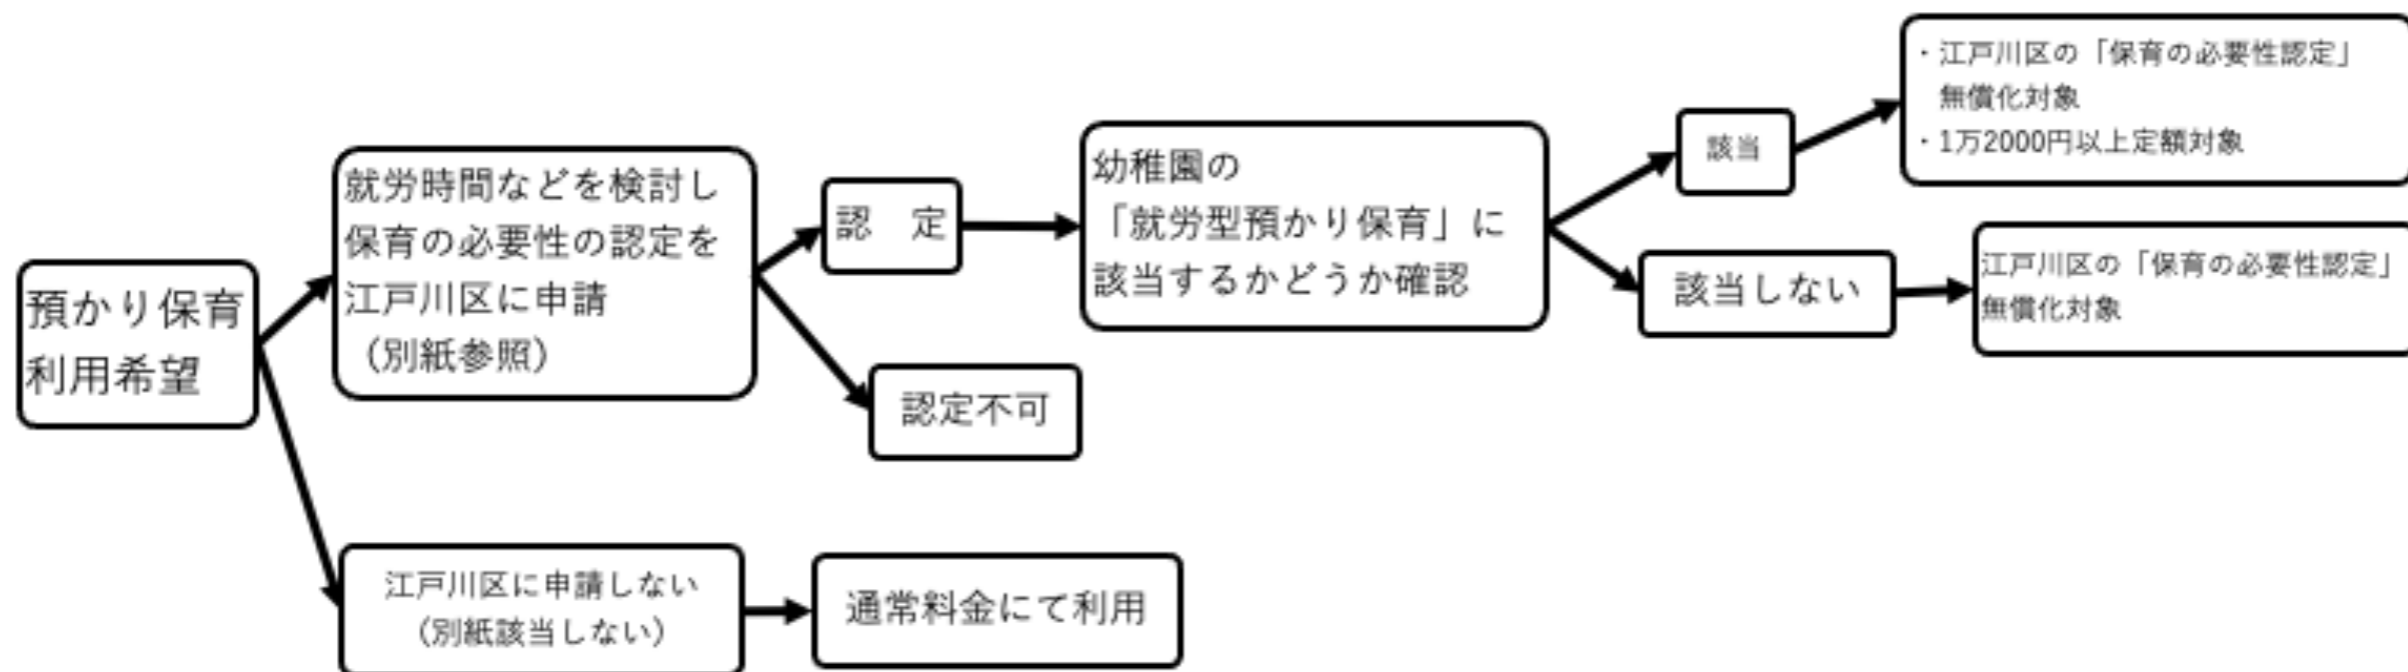 預かり保育
利用希望
就労時間などを検討し
保育の必要性の認定を
江戸川区に申請
（別紙参照）
認　定
認定不可
幼稚園の
「就労型預かり保育」に
該当するかどうか確認
該当
・江戸川区の「保育の必要性認定」
無償化対象
・1万2000円以上定額対象
該当しない
江戸川区の「保育の必要性認定」
無償化対象
江戸川区に申請しない
（別紙該当しない）
通常料金にて利用